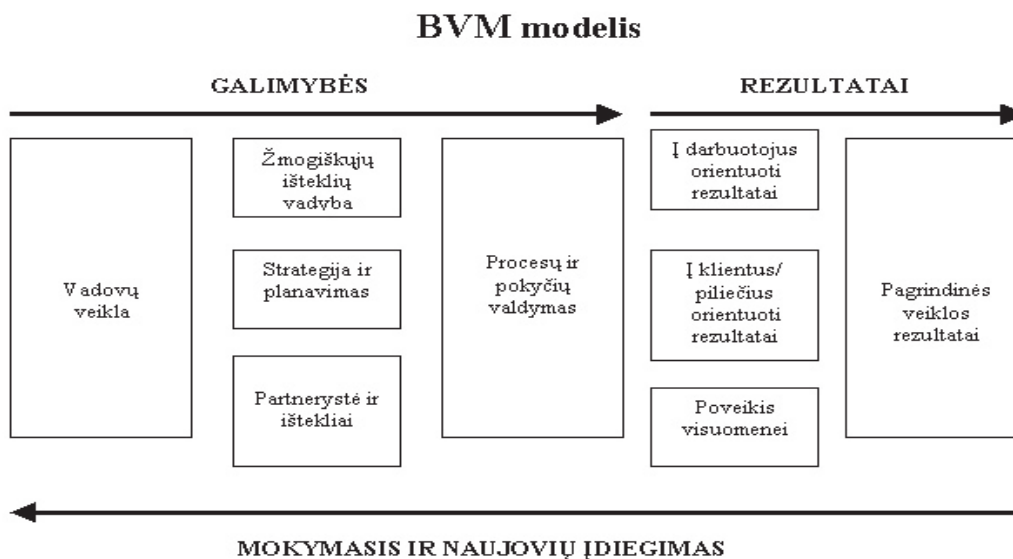 BVM modelis
GALIMYBĖS
REZULTATAI
Vadovų
veikla
Žmogiškųjų
išteklių
vadyba
Strategija ir
planavimas
Partnerystė ir
ištekliai
Procesų ir
pokyčių
valdymas
Į darbuotojus
orientuoti
rezultatai
Į klientus/
piliečius
orientuoti
rezultatai
Poveikis
visuomenei
Pagrindinės
veiklos
rezultatai
MOKYMASIS IR NAUJOVIŲ ĮDIEGIMAS